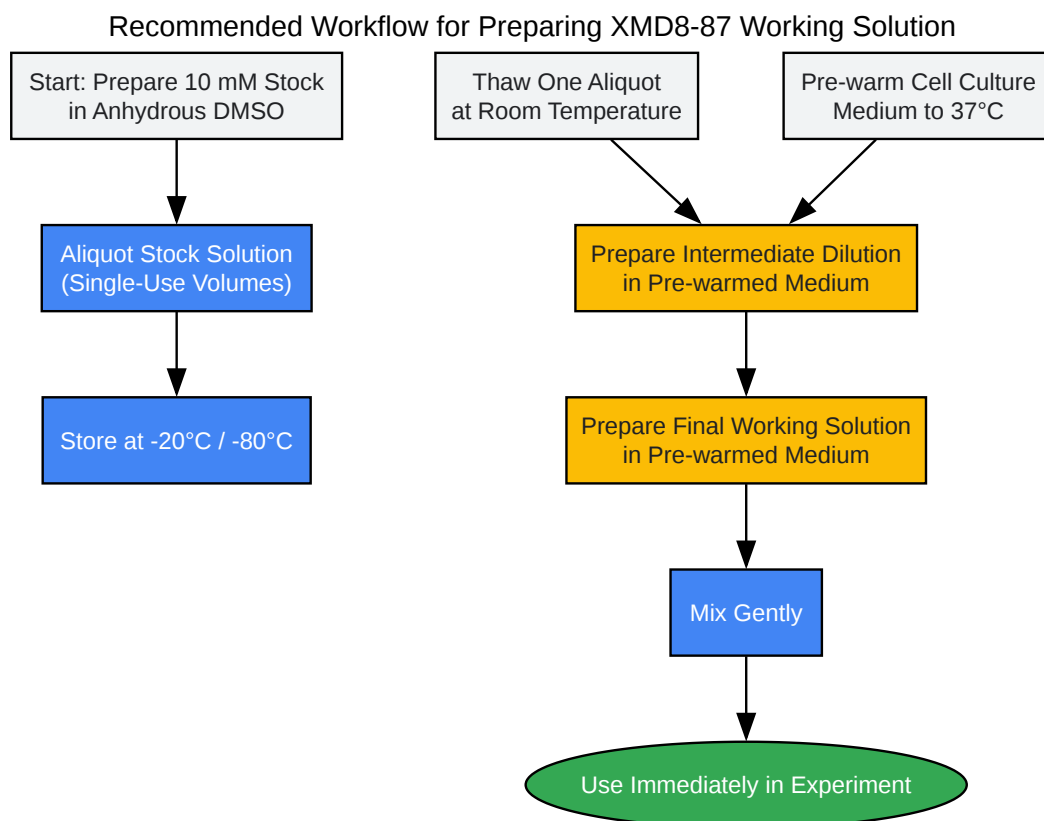 Recommended Workflow for Preparing XMD8-87 Working Solution
Start: Prepare 10 mM Stock
in Anhydrous DMSO
Thaw One Aliquot
at Room Temperature
Pre-warm Cell Culture
Medium to 37°C
Aliquot Stock Solution
(Single-Use Volumes)
Prepare Intermediate Dilution
in Pre-warmed Medium
Store at -20°C / -80°C
Prepare Final Working Solution
in Pre-warmed Medium
Mix Gently
Use Immediately in Experiment